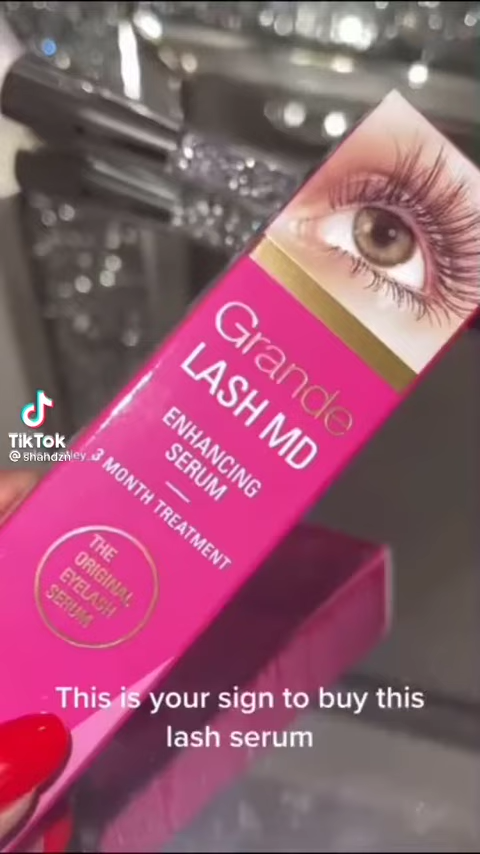 Grande
LASH MD
ENHANCING
SERUM
3 MONTH TREATMENT
THE
ORIGINAL
EYELASH
SERUM
TikTok
This is your sign to buy this
lash serum